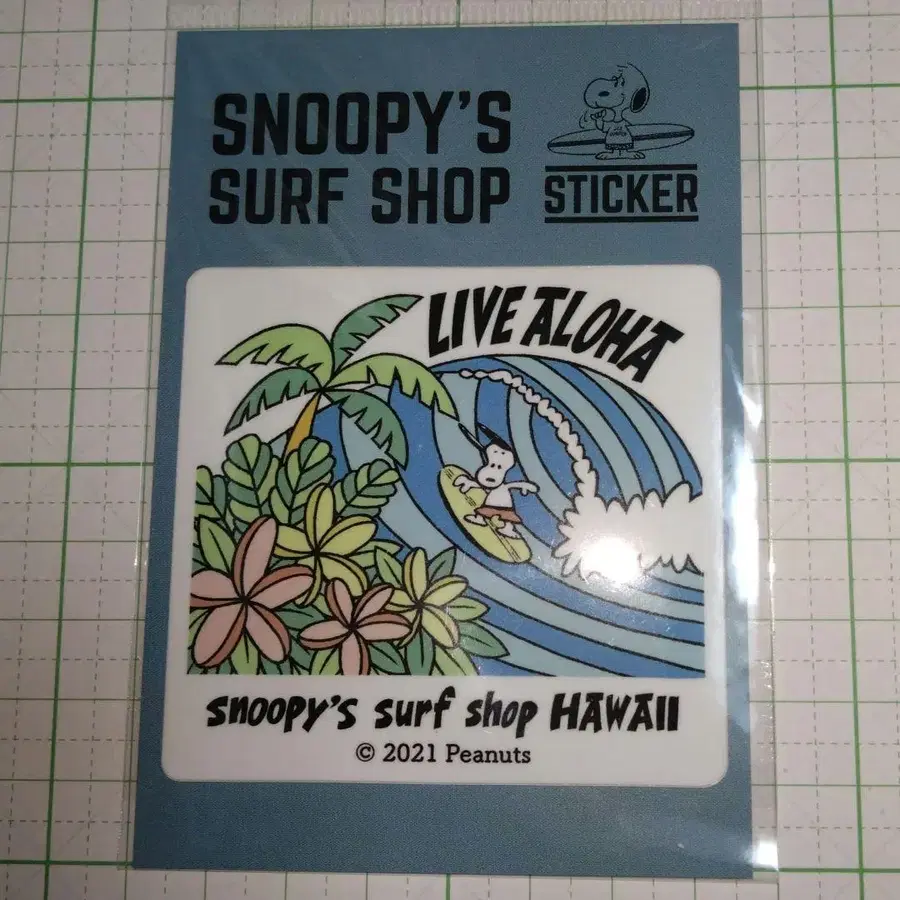 SNOOPY'S
SURF SHOP
STICKER
LIVE ALOHA
snoopy's surf shop HAWAII
© 2021 Peanuts